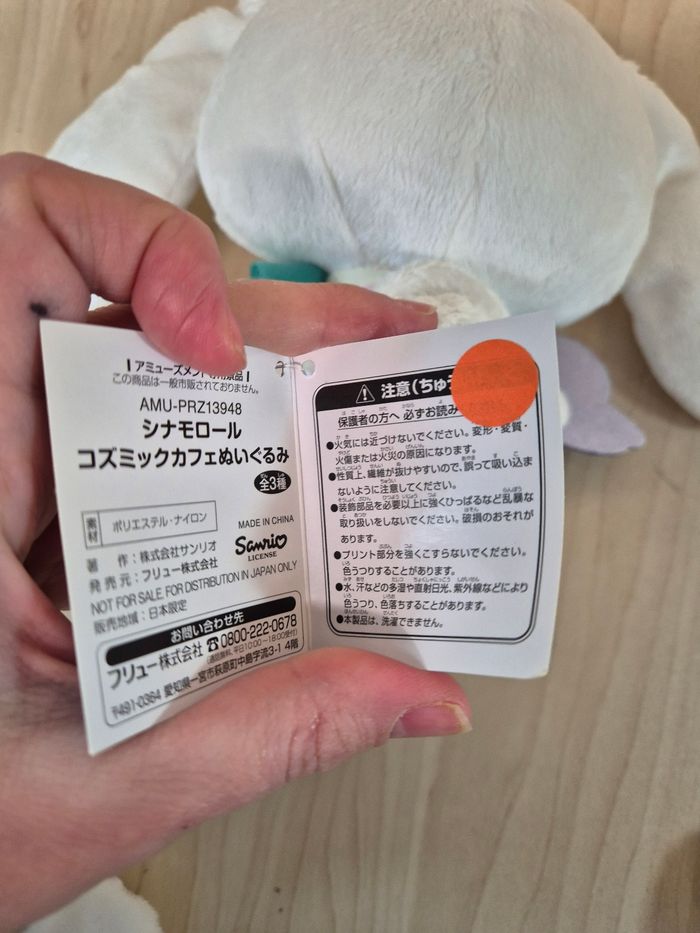 アミューズメント専用景品
この商品は一般市販されておりません。
AMU-PRZ13948
シナモロール
コズミックカフェぬいぐるみ
全3種
素材
ポリエステル・ナイロン
MADE IN CHINA
著 作：株式会社サンリオ
Sanrio
LICENSE
発 売 元：フリュー株式会社
NOT FOR SALE. FOR DISTRIBUTION IN JAPAN ONLY
販売地域：日本限定
お問い合わせ先
フリュー株式会社 ☎0800-222-0678
(通話無料、平日10:00～18:00受付)
〒491-0364 愛知県一宮市萩原町中島字流3-1 4階
注意(ちゅ
保護者の方へ 必ずお読み
●火気には近づけないでください。変形・変質・
火傷または火災の原因になります。
●性質上、繊維が抜けやすいので、誤って吸い込ま
ないように注意してください。
●装飾部品を必要以上に強くひっぱるなど乱暴な
取り扱いをしないでください。破損のおそれが
あります。
●プリント部分を強くこすらないでください。
色うつりすることがあります。
●水、汗などの多湿や直射日光、紫外線などにより
色うつり、色落ちすることがあります。
●本製品は、洗濯できません。